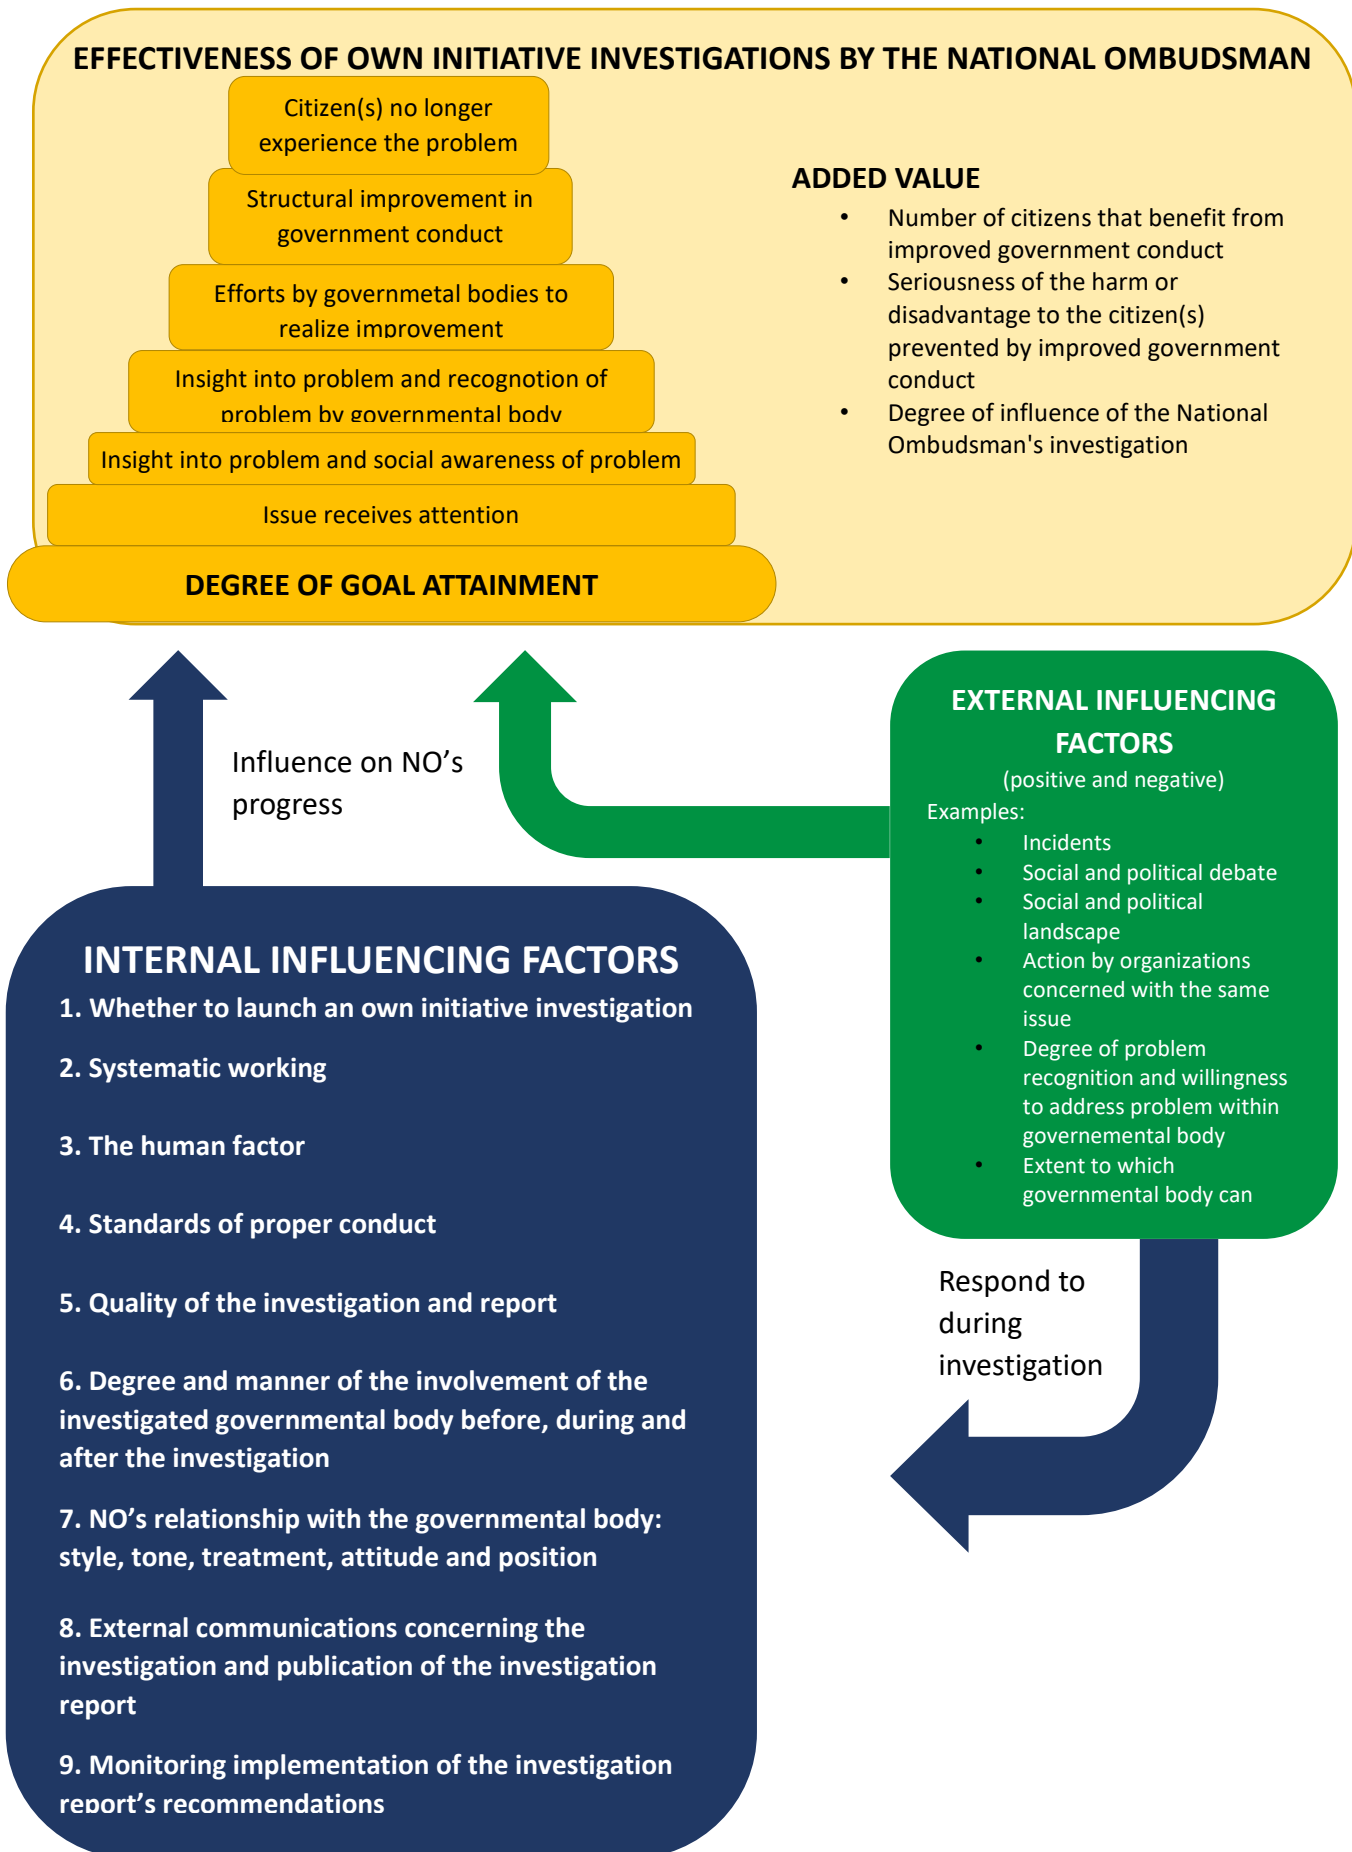 EFFECTIVENESS OF OWN INITIATIVE INVESTIGATIONS BY THE NATIONAL OMBUDSMAN
Citizen(s) no longer
experience the problem
Structural improvement in
government conduct
Efforts by governmetal bodies to
realize improvement
Insight into problem and recognotion of
problem by governmental body
Insight into problem and social awareness of problem
Issue receives attention
DEGREE OF GOAL ATTAINMENT
ADDED VALUE
• Number of citizens that benefit from
improved government conduct
• Seriousness of the harm or
disadvantage to the citizen(s)
prevented by improved government
conduct
• Degree of influence of the National
Ombudsman's investigation
Influence on NO’s
progress
EXTERNAL INFLUENCING
FACTORS
(positive and negative)
Examples:
• Incidents
• Social and political debate
• Social and political
landscape
• Action by organizations
concerned with the same
issue
• Degree of problem
recognition and willingness
to address problem within
governemental body
• Extent to which
governmental body can
Respond to
during
investigation
INTERNAL INFLUENCING FACTORS
1. Whether to launch an own initiative investigation
2. Systematic working
3. The human factor
4. Standards of proper conduct
5. Quality of the investigation and report
6. Degree and manner of the involvement of the
investigated governmental body before, during and
after the investigation
7. NO’s relationship with the governmental body:
style, tone, treatment, attitude and position
8. External communications concerning the
investigation and publication of the investigation
report
9. Monitoring implementation of the investigation
report’s recommendations